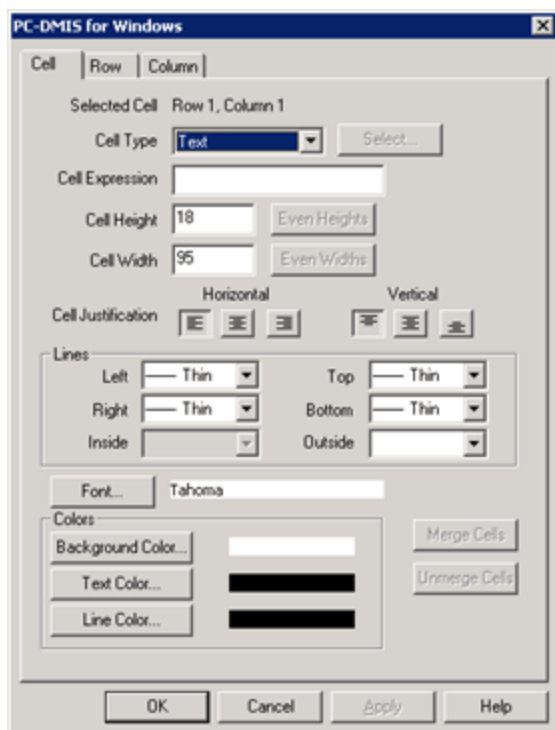 PC-DMIS for Windows
Cell Row Column
Selected Cell Row 1, Column 1
Cell Type Text Select...
Cell Expression
Cell Height 18 Even Heights
Cell Width 95 Even Widths
Horizontal Vertical
Cell Justification
Lines
Left Thin Top Thin
Right Thin Bottom Thin
Inside Outside
Font... Tahoma
Colors
Background Color... Merge Cells
Text Color... Unmerge Cells
Line Color...
OK Cancel Apply Help